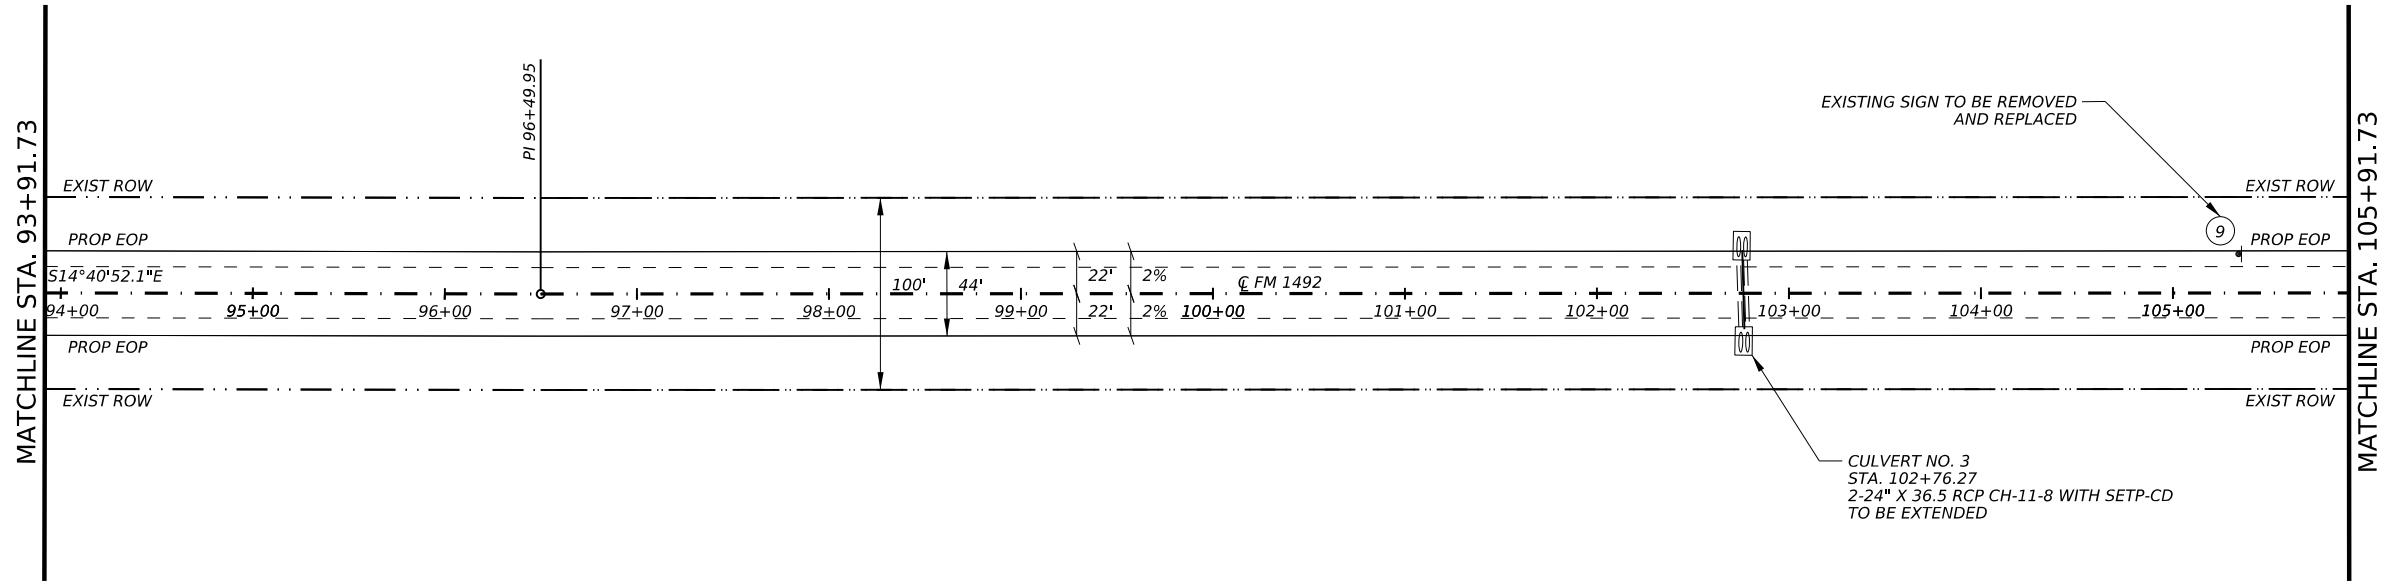 MATCHLINE STA. 93+91.73
PI 96+49.95
EXISTING SIGN TO BE REMOVED
AND REPLACED
MATCHLINE STA. 105+91.73
EXIST ROW
EXIST ROW
9
PROP EOP
PROP EOP
S14°40'52.1"E
100'
44'
22'
2%
℄ FM 1492
94+00
95+00
96+00
97+00
98+00
99+00
22'
2%
100+00
101+00
102+00
103+00
104+00
105+00
PROP EOP
PROP EOP
EXIST ROW
EXIST ROW
CULVERT NO. 3
STA. 102+76.27
2-24" X 36.5 RCP CH-11-8 WITH SETP-CD
TO BE EXTENDED